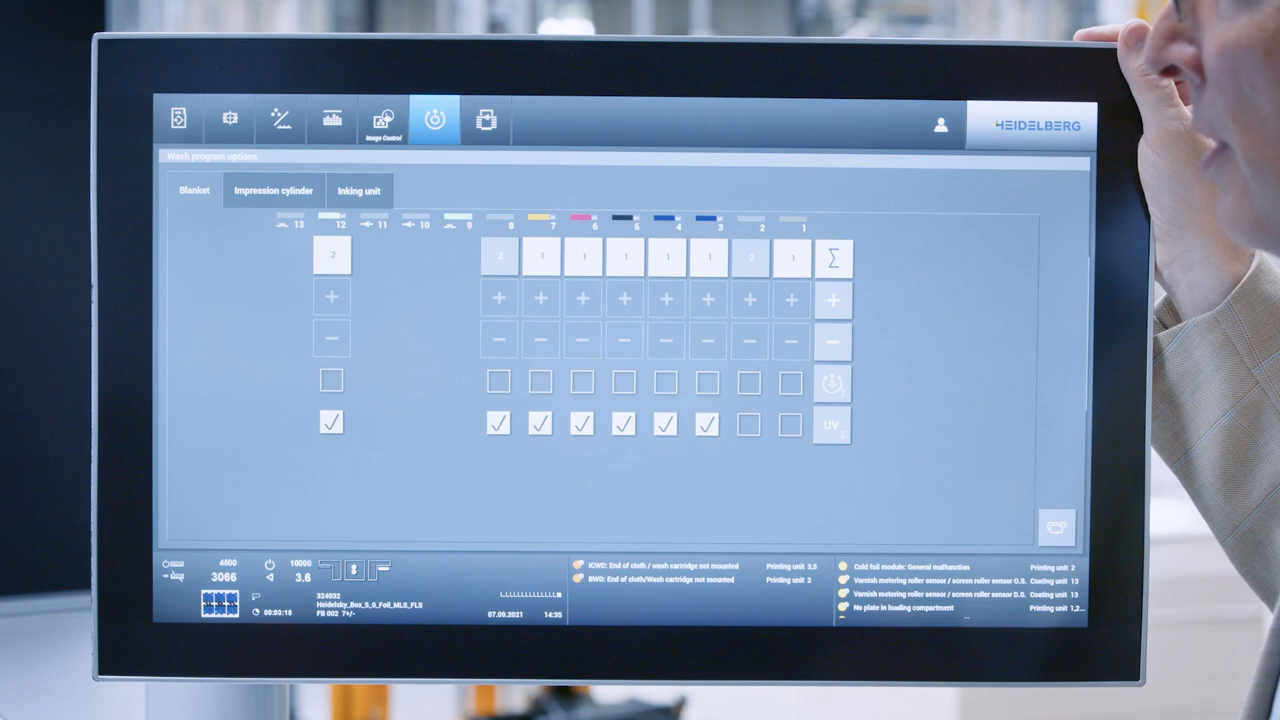 Image Control
HEIDELBERG
Wash program options
Blanket
Impression cylinder
Inking unit
13 12 11 10 9 8 7 6 5 4 3 2 1
2 2 1 1 1 1 1 2 1 Σ
+ + + + + + + + + +
− − − − − − − − − −
UV Σ
4500
3066
10000
3.6
324032
Heidelsky_Box_5_0_Foil_MLS_FLS
FB 002 7+/-
00:03:16
07.09.2021
14:35
ICWD: End of cloth / wash cartridge not mounted Printing unit 3,5
BWD: End of cloth/Wash cartridge not mounted Printing unit 2
Cold foil module: General malfunction Printing unit 2
Varnish metering roller sensor / screen roller sensor O.S. Coating unit 13
Varnish metering roller sensor / screen roller sensor D.S. Coating unit 13
No plate in loading compartment Printing unit 1,2...